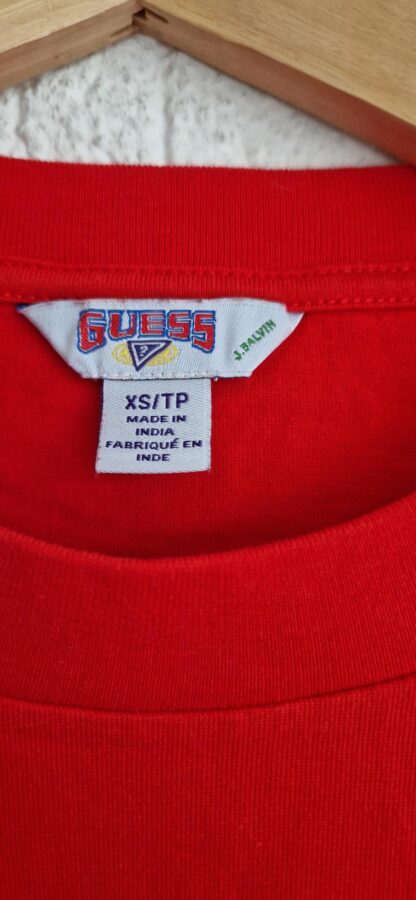 GUESS
?
J. BALVIN
XS/TP
MADE IN
INDIA
FABRIQUÉ EN
INDE